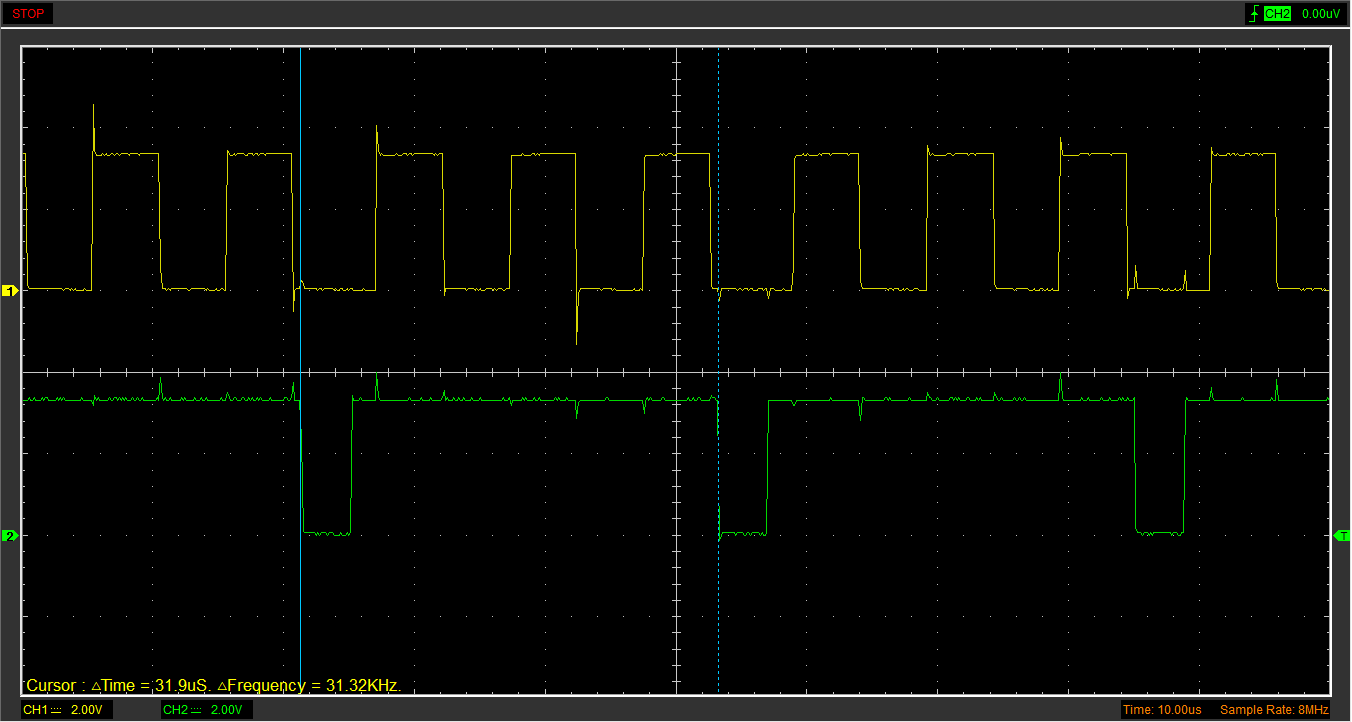 STOP
CH2 0.00uV
1
2
T
Cursor : △Time = 31.9uS. △Frequency = 31.32KHz.
CH1 2.00V CH2 2.00V Time: 10.00us Sample Rate: 8MHz